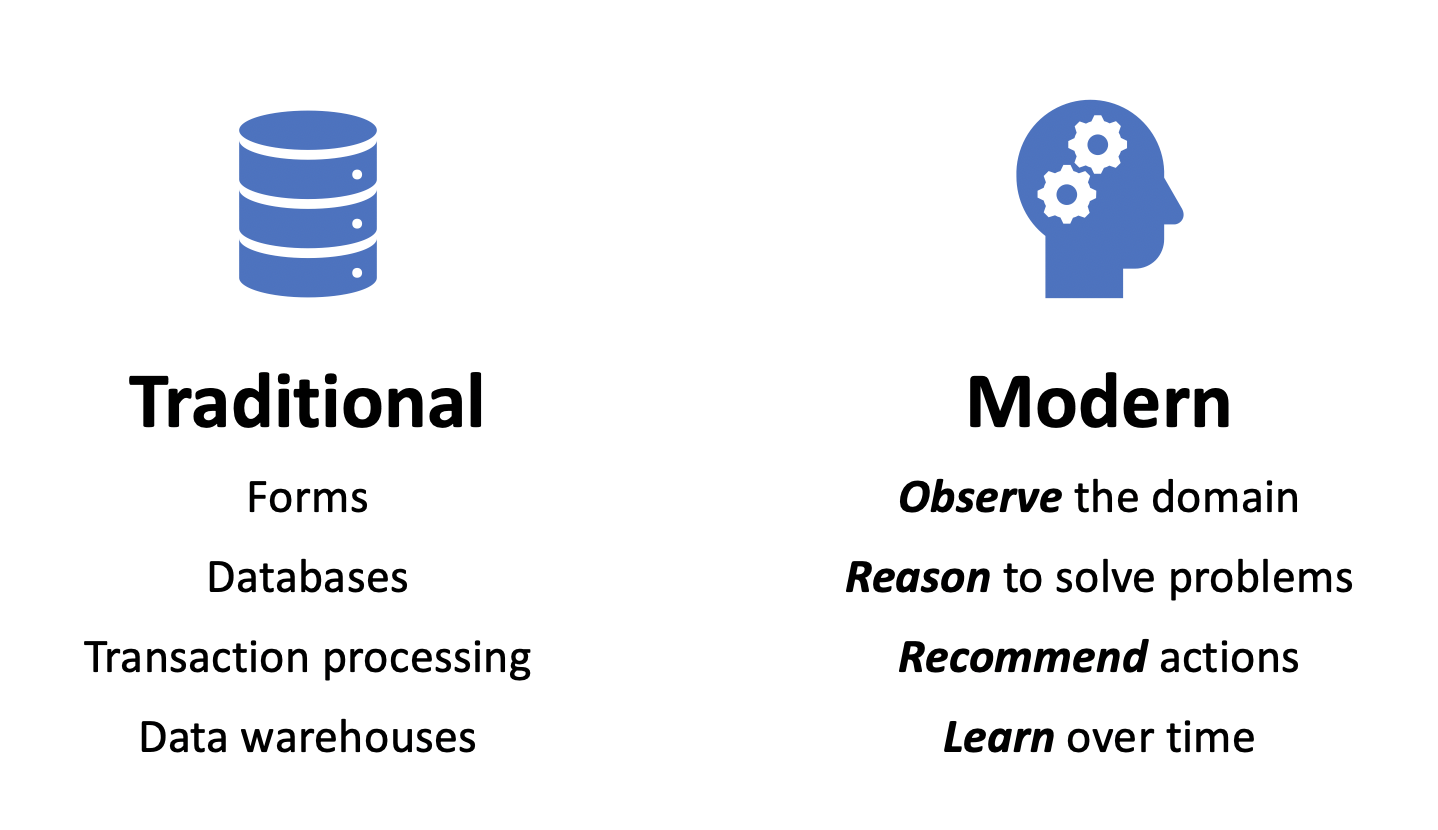 Traditional
Forms
Databases
Transaction processing
Data warehouses
Modern
Observe the domain
Reason to solve problems
Recommend actions
Learn over time